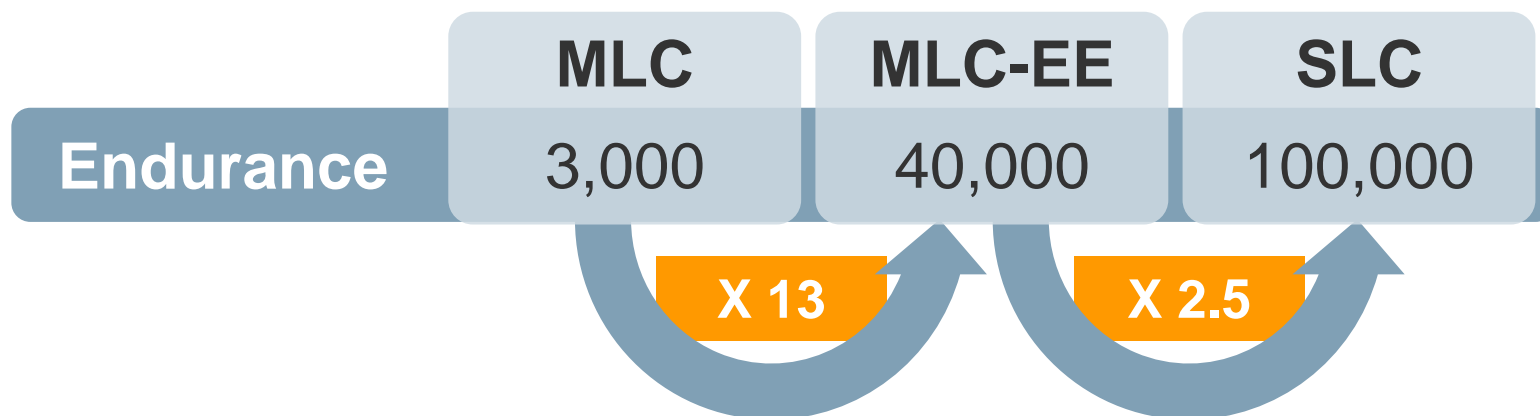 MLC MLC-EE SLC
Endurance 3,000 40,000 100,000
X 13 X 2.5